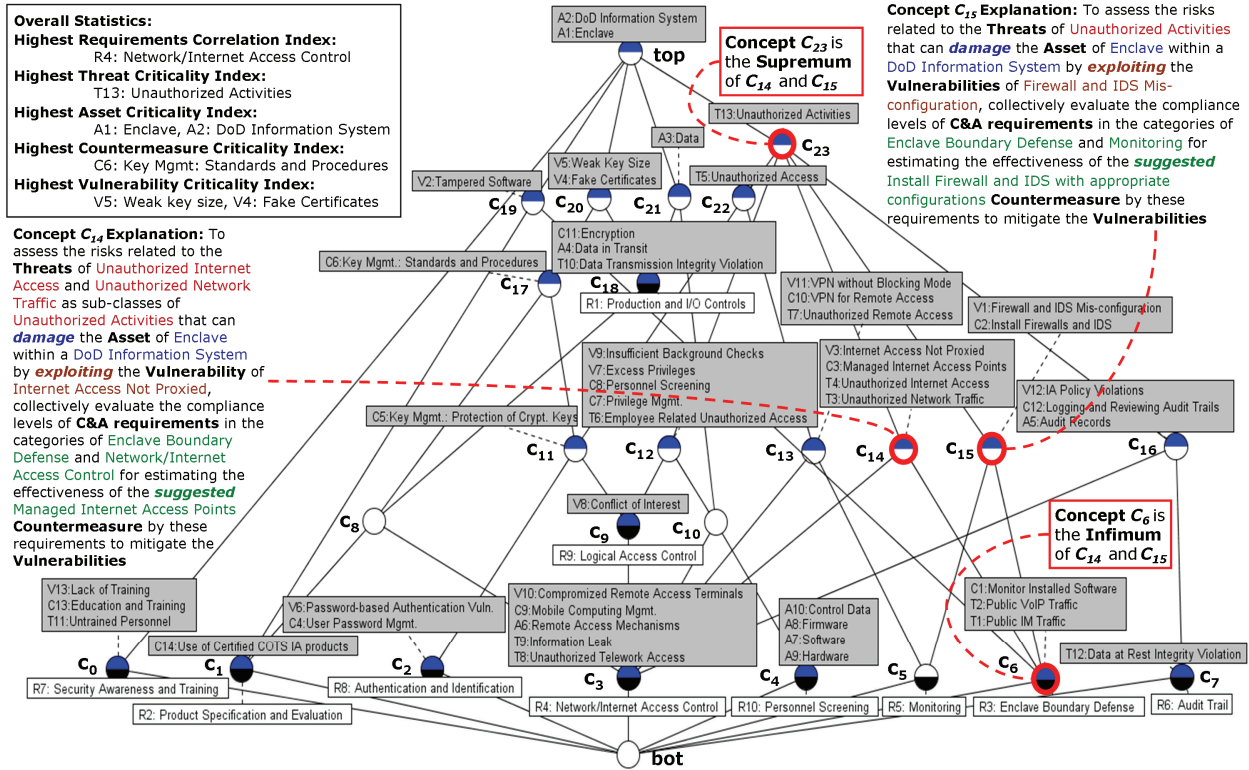 Overall Statistics:
Highest Requirements Correlation Index:
R4: Network/Internet Access Control
Highest Threat Criticality Index:
T13: Unauthorized Activities
Highest Asset Criticality Index:
A1: Enclave, A2: DoD Information System
Highest Countermeasure Criticality Index:
C6: Key Mgmt: Standards and Procedures
Highest Vulnerability Criticality Index:
V5: Weak key size, V4: Fake Certificates
Concept C14 Explanation: To
assess the risks related to the
Threats of Unauthorized Internet
Access and Unauthorized Network
Traffic as sub-classes of
Unauthorized Activities that can
damage the Asset of Enclave
within a DoD Information System
by exploiting the Vulnerability of
Internet Access Not Proxied,
collectively evaluate the compliance
levels of C&A requirements in the
categories of Enclave Boundary
Defense and Network/Internet
Access Control for estimating the
effectiveness of the suggested
Managed Internet Access Points
Countermeasure by these
requirements to mitigate the
Vulnerabilities
A2: DoD Information System
A1: Enclave
top
Concept C23 is
the Supremum
of C14 and C15
Concept C15 Explanation: To assess the risks
related to the Threats of Unauthorized Activities
that can damage the Asset of Enclave within a
DoD Information System by exploiting the
Vulnerabilities of Firewall and IDS Mis-
configuration, collectively evaluate the compliance
levels of C&A requirements in the categories of
Enclave Boundary Defense and Monitoring for
estimating the effectiveness of the suggested
Install Firewall and IDS with appropriate
configurations Countermeasure by these
requirements to mitigate the Vulnerabilities
T13:Unauthorized Activities
C23
A3:Data
V5:Weak Key Size
V4:Fake Certificates
V2:Tampered Software
T5:Unauthorized Access
C19
C20
C21
C22
C11:Encryption
A4:Data in Transit
T10:Data Transmission Integrity Violation
C6:Key Mgmt.: Standards and Procedures
C17
C18
R1: Production and I/O Controls
V11:VPN without Blocking Mode
C10:VPN for Remote Access
T7:Unauthorized Remote Access
V1:Firewall and IDS Mis-configuration
C2:Install Firewalls and IDS
V9:Insufficient Background Checks
V7:Excess Privileges
C8:Personnel Screening
C7:Privilege Mgmt.
T6:Employee Related Unauthorized Access
V3:Internet Access Not Proxied
C3:Managed Internet Access Points
T4:Unauthorized Internet Access
T3:Unauthorized Network Traffic
V12:IA Policy Violations
C12:Logging and Reviewing Audit Trails
A5:Audit Records
C5:Key Mgmt.: Protection of Crypt. Keys
C11
C12
C13
C14
C15
C16
V8:Conflict of Interest
C8
C9
C10
R9: Logical Access Control
Concept C6 is
the Infimum
of C14 and C15
V13:Lack of Training
C13:Education and Training
T11:Untrained Personnel
V6:Password-based Authentication Vuln.
C4:User Password Mgmt.
C14:Use of Certified COTS IA products
V10:Compromized Remote Access Terminals
C9:Mobile Computing Mgmt.
A6:Remote Access Mechanisms
T9:Information Leak
T8:Unauthorized Telework Access
A10:Control Data
A8:Firmware
A7:Software
A9:Hardware
C1:Monitor Installed Software
T2:Public VoIP Traffic
T1:Public IM Traffic
T12:Data at Rest Integrity Violation
C0
C1
C2
C3
C4
C5
C6
C7
R7: Security Awareness and Training
R8: Authentication and Identification
R2: Product Specification and Evaluation
R4: Network/Internet Access Control
R10: Personnel Screening
R5: Monitoring
R3: Enclave Boundary Defense
R6: Audit Trail
bot